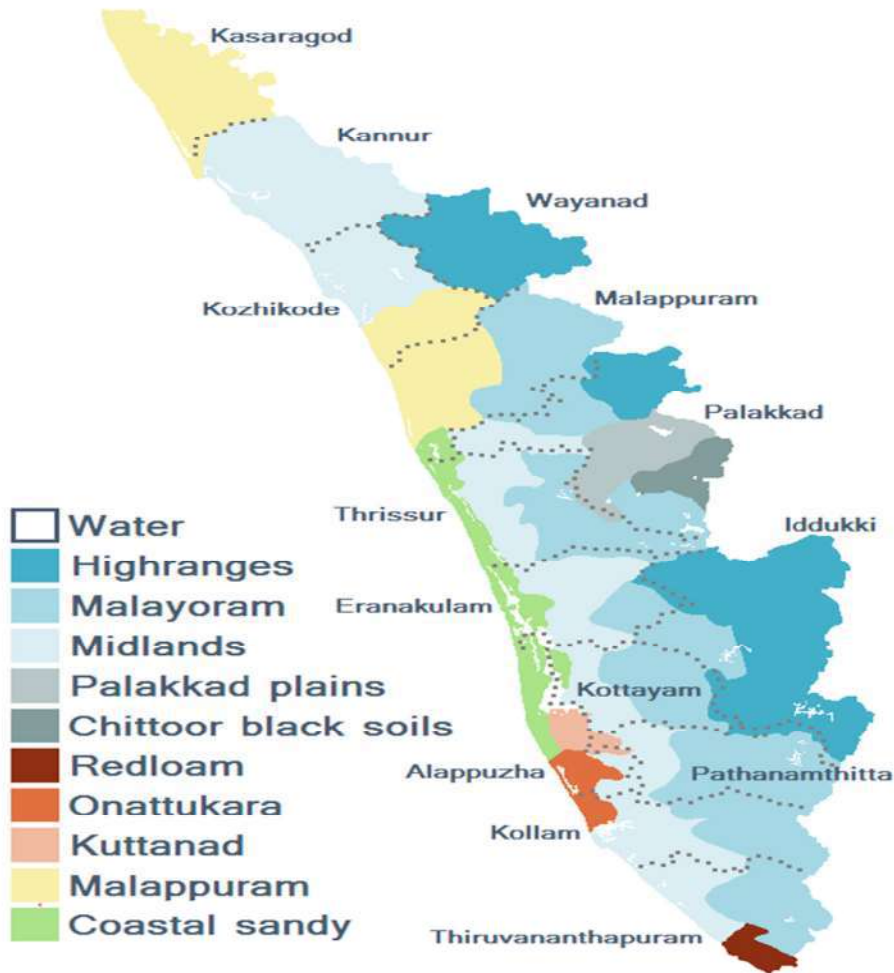 Kasaragod
Kannur
Wayanad
Malappuram
Kozhikode
Palakkad
Thrissur
Iddukki
Eranakulam
Kottayam
Alappuzha
Pathanamthitta
Kollam
Thiruvananthapuram
Water
Highranges
Malayoram
Midlands
Palakkad plains
Chittoor black soils
Redloam
Onattukara
Kuttanad
Malappuram
Coastal sandy